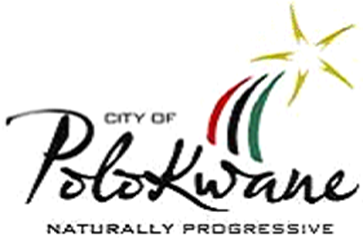 CITY OF
PoloKwane
NATURALLY PROGRESSIVE